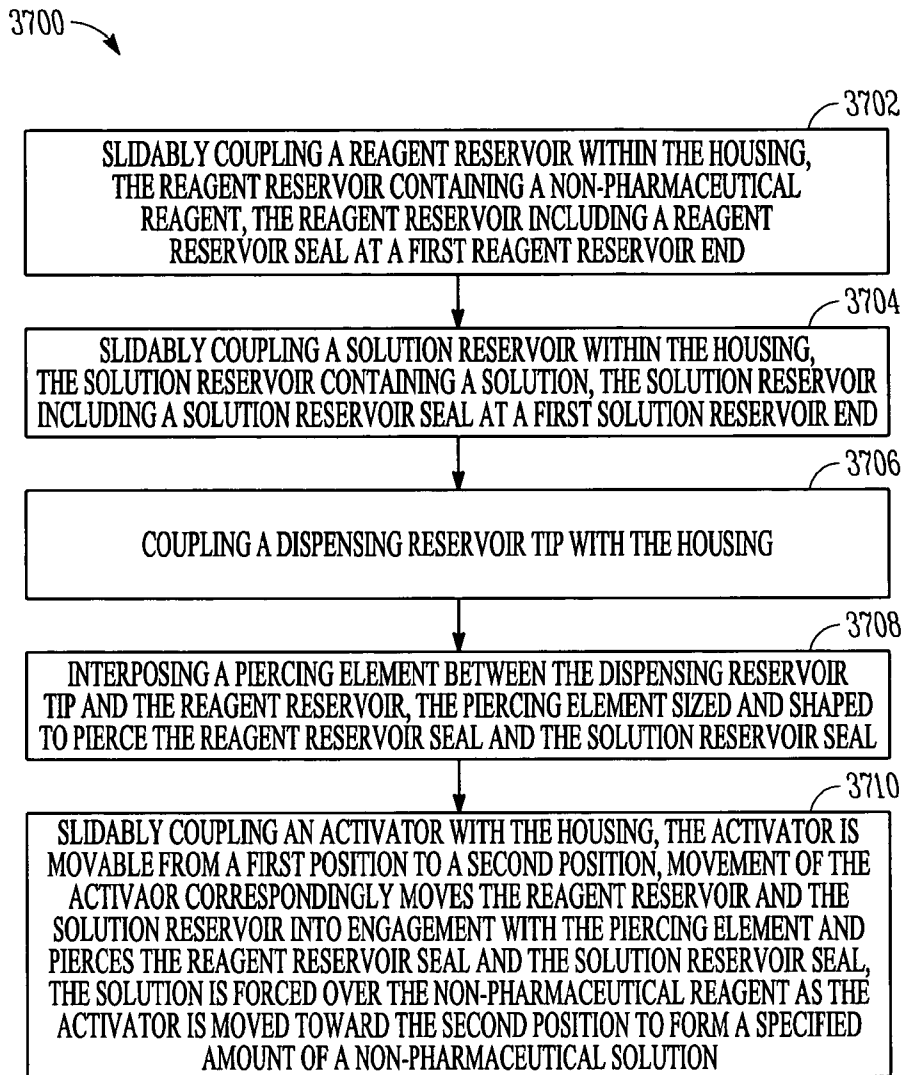 3700
3702
SLIDABLY COUPLING A REAGENT RESERVOIR WITHIN THE HOUSING,
THE REAGENT RESERVOIR CONTAINING A NON-PHARMACEUTICAL
REAGENT, THE REAGENT RESERVOIR INCLUDING A REAGENT
RESERVOIR SEAL AT A FIRST REAGENT RESERVOIR END
3704
SLIDABLY COUPLING A SOLUTION RESERVOIR WITHIN THE HOUSING,
THE SOLUTION RESERVOIR CONTAINING A SOLUTION, THE SOLUTION RESERVOIR
INCLUDING A SOLUTION RESERVOIR SEAL AT A FIRST SOLUTION RESERVOIR END
3706
COUPLING A DISPENSING RESERVOIR TIP WITH THE HOUSING
3708
INTERPOSING A PIERCING ELEMENT BETWEEN THE DISPENSING RESERVOIR
TIP AND THE REAGENT RESERVOIR, THE PIERCING ELEMENT SIZED AND SHAPED
TO PIERCE THE REAGENT RESERVOIR SEAL AND THE SOLUTION RESERVOIR SEAL
3710
SLIDABLY COUPLING AN ACTIVATOR WITH THE HOUSING, THE ACTIVATOR IS
MOVABLE FROM A FIRST POSITION TO A SECOND POSITION, MOVEMENT OF THE
ACTIVAOR CORRESPONDINGLY MOVES THE REAGENT RESERVOIR AND THE
SOLUTION RESERVOIR INTO ENGAGEMENT WITH THE PIERCING ELEMENT AND
PIERCES THE REAGENT RESERVOIR SEAL AND THE SOLUTION RESERVOIR SEAL,
THE SOLUTION IS FORCED OVER THE NON-PHARMACEUTICAL REAGENT AS THE
ACTIVATOR IS MOVED TOWARD THE SECOND POSITION TO FORM A SPECIFIED
AMOUNT OF A NON-PHARMACEUTICAL SOLUTION